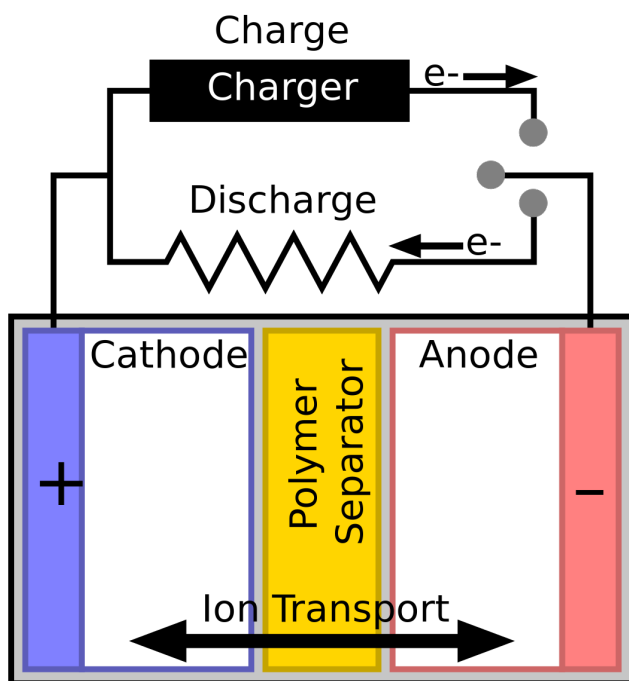 Charge
Charger
e-
Discharge
e-
Cathode
Polymer
Separator
Anode
+
–
Ion Transport